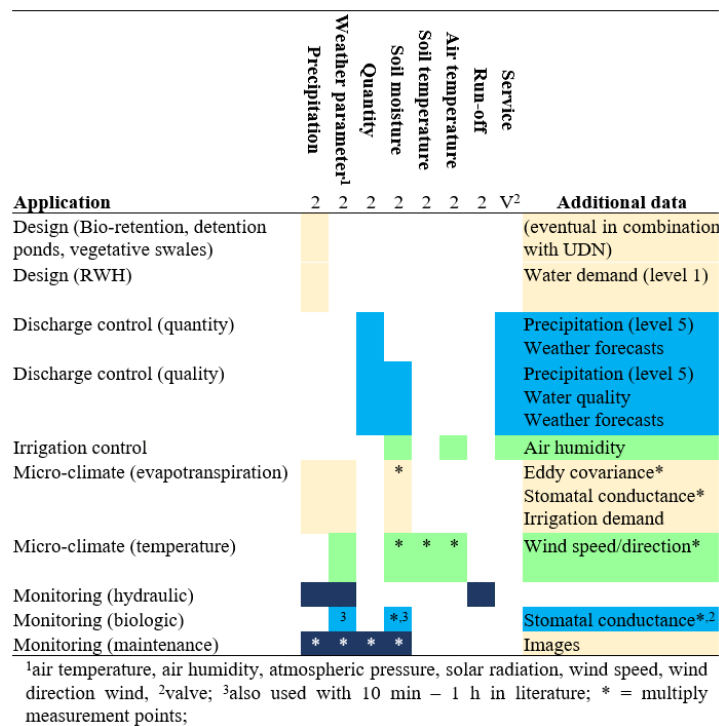 Precipitation
Weather parameter1
Quantity
Soil moisture
Soil temperature
Air temperature
Run-off
Service
Application 2 2 2 2 2 2 2 V2 Additional data
Design (Bio-retention, detention (eventual in combination
ponds, vegetative swales) with UDN)
Design (RWH) Water demand (level 1)
Discharge control (quantity) Precipitation (level 5)
Weather forecasts
Discharge control (quality) Precipitation (level 5)
Water quality
Weather forecasts
Irrigation control Air humidity
Micro-climate (evapotranspiration) * Eddy covariance*
Stomatal conductance*
Irrigation demand
Micro-climate (temperature) * * * Wind speed/direction*
Monitoring (hydraulic)
Monitoring (biologic) 3 *,3 Stomatal conductance*,2
Monitoring (maintenance) * * * * Images
1air temperature, air humidity, atmospheric pressure, solar radiation, wind speed, wind
direction wind, 2valve; 3also used with 10 min – 1 h in literature; * = multiply
measurement points;